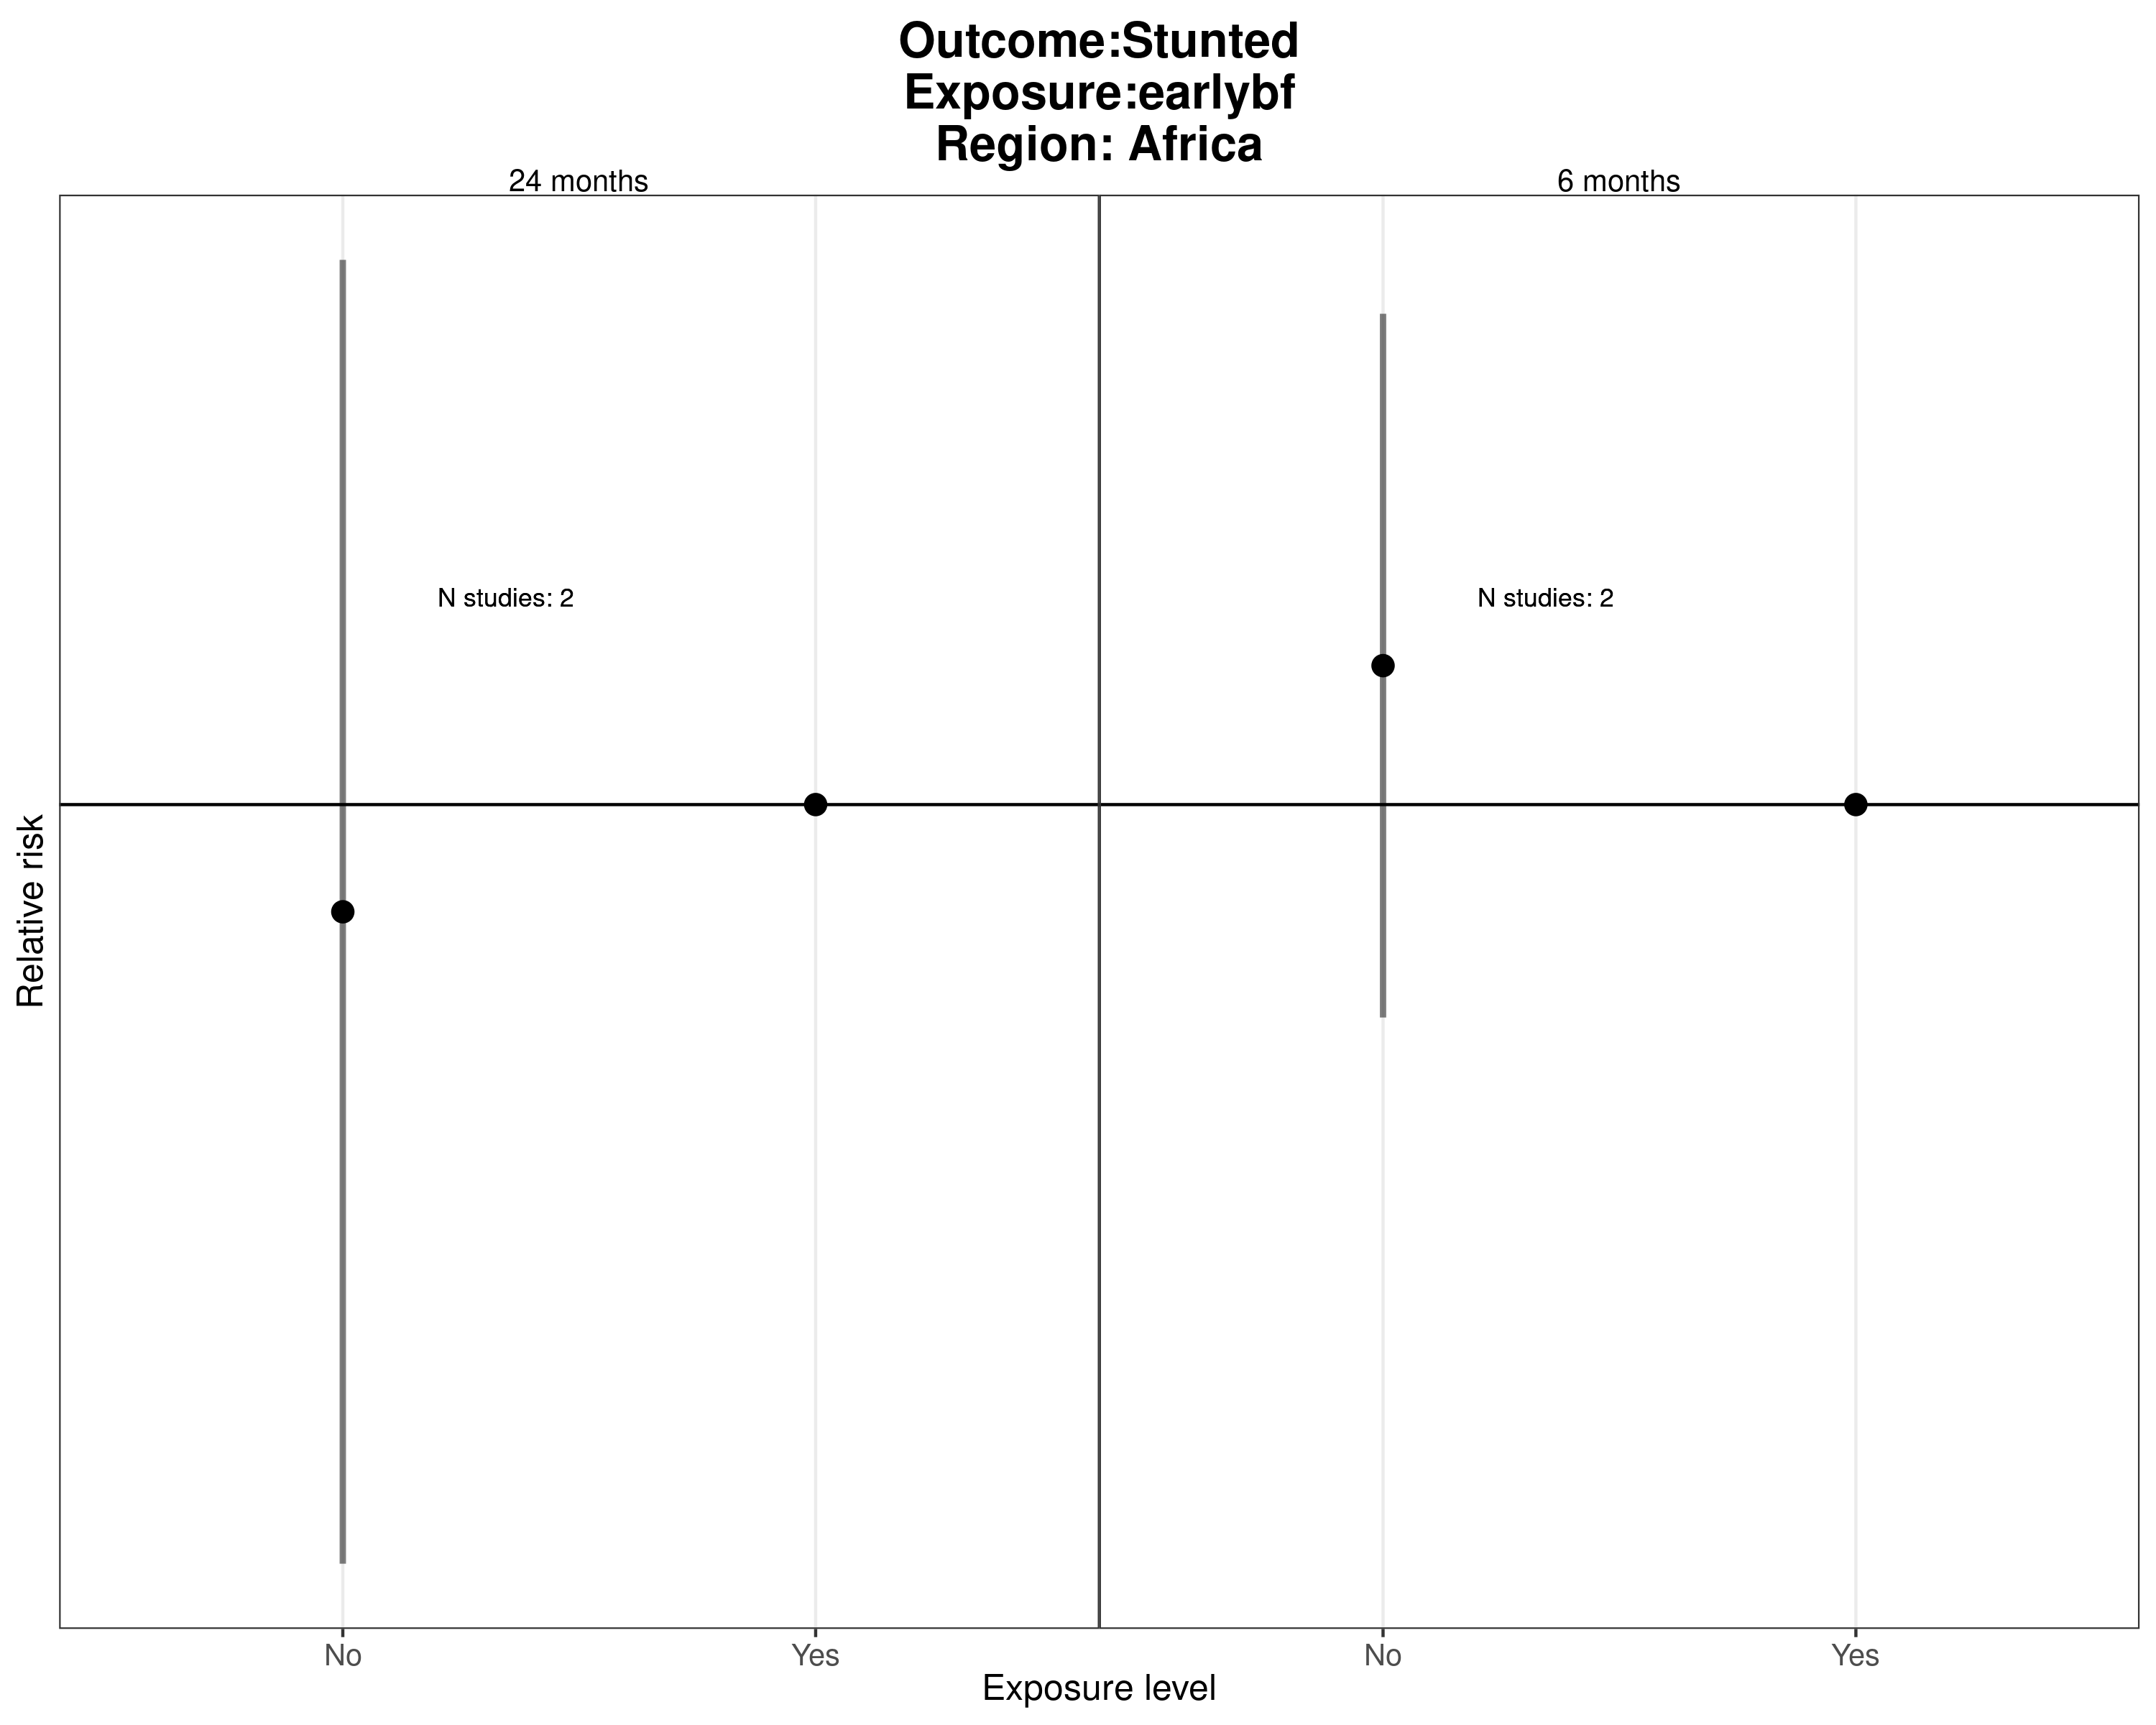 Outcome:Stunted
Exposure:earlybf
Region: Africa
24 months
6 months
N studies: 2
N studies: 2
Relative risk
No
Yes
No
Yes
Exposure level